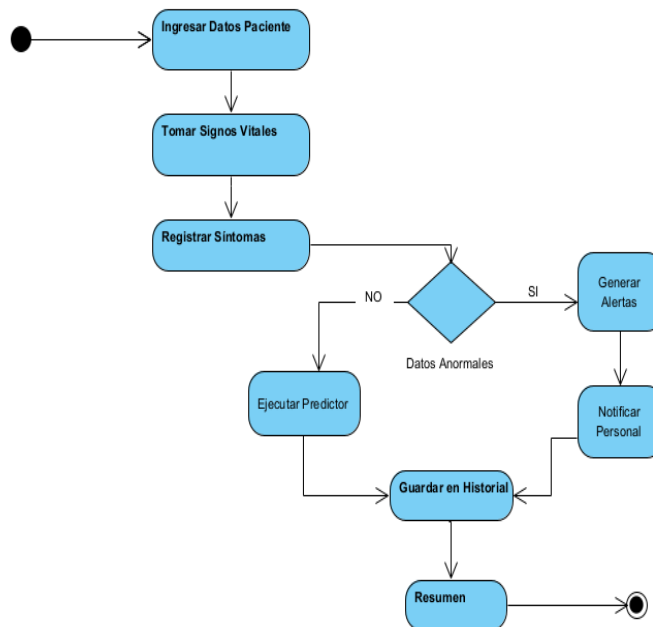 Ingresar Datos Paciente
Tomar Signos Vitales
Registrar Síntomas
Generar
Alertas
SI
NO
Datos Anormales
Ejecutar Predictor
Notificar
Personal
Guardar en Historial
Resumen